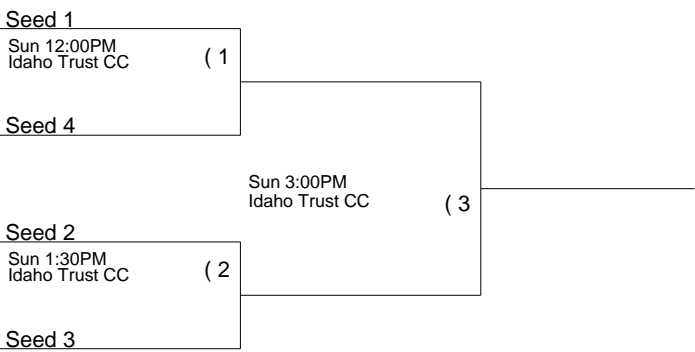 Seed 1
Sun 12:00PM
Idaho Trust CC
( 1
Seed 4
Sun 3:00PM
Idaho Trust CC
( 3
Seed 2
Sun 1:30PM
Idaho Trust CC
( 2
Seed 3